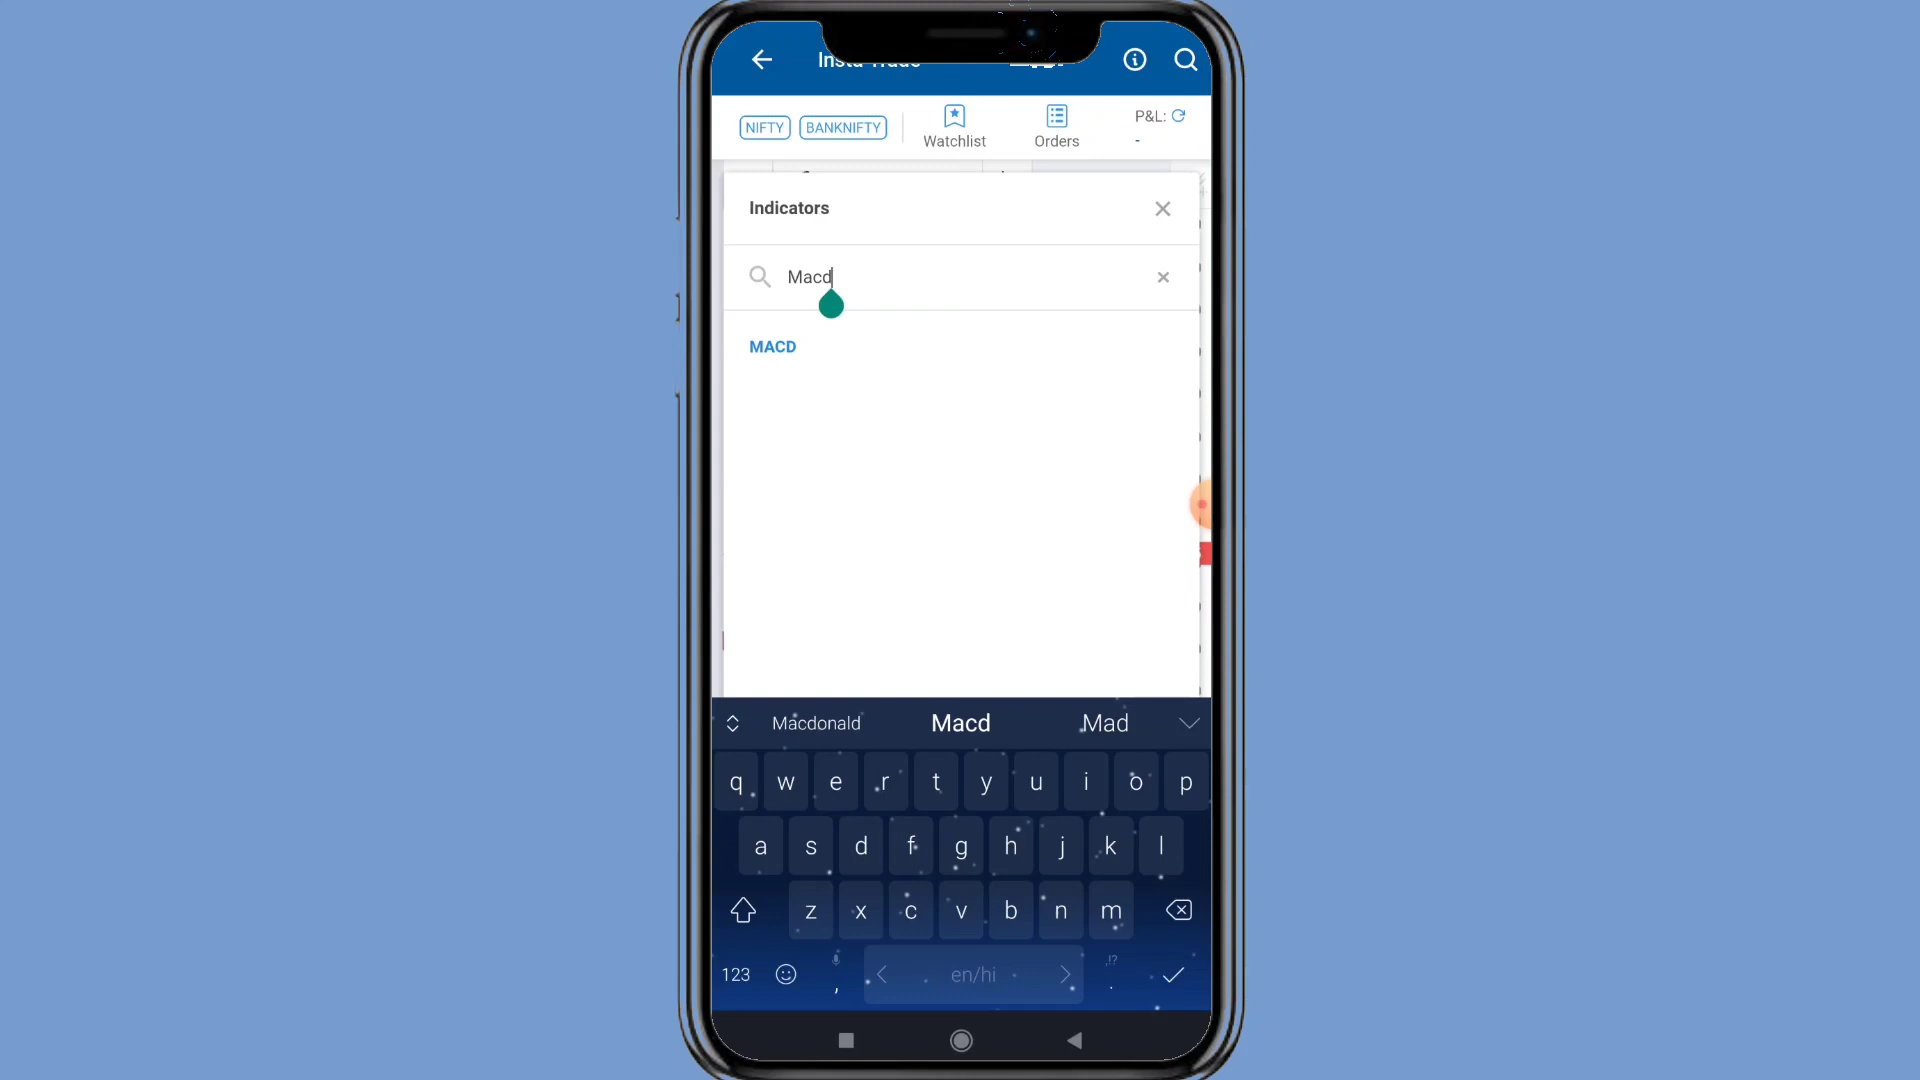 NIFTY BANKNIFTY Watchlist Orders P&L:
-
Indicators
Macd
MACD
Macdonald Macd Mad
q w e r t y u i o p
a s d f g h j k l
z x c v b n m
123 , en/hi ,!? .